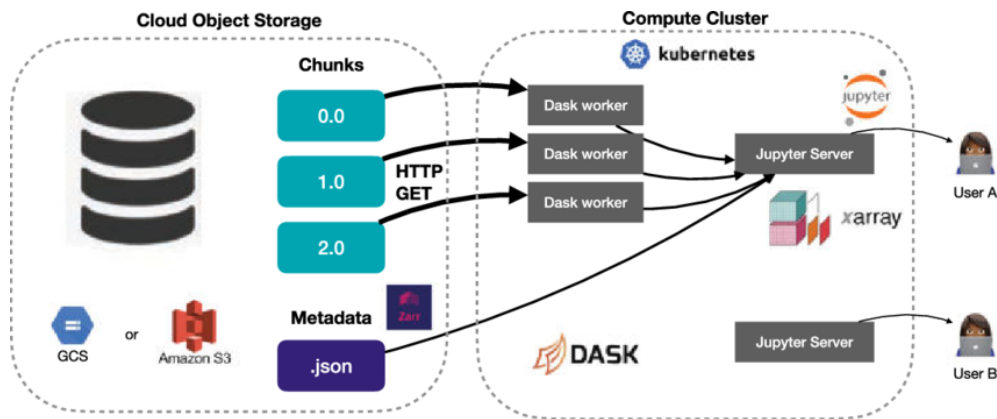 Cloud Object Storage
Compute Cluster
kubernetes
Chunks
0.0
1.0
2.0
HTTP
GET
Dask worker
Dask worker
Dask worker
jupyter
Jupyter Server
User A
xarray
Metadata
Zarr
.json
GCS
or
Amazon S3
DASK
Jupyter Server
User B